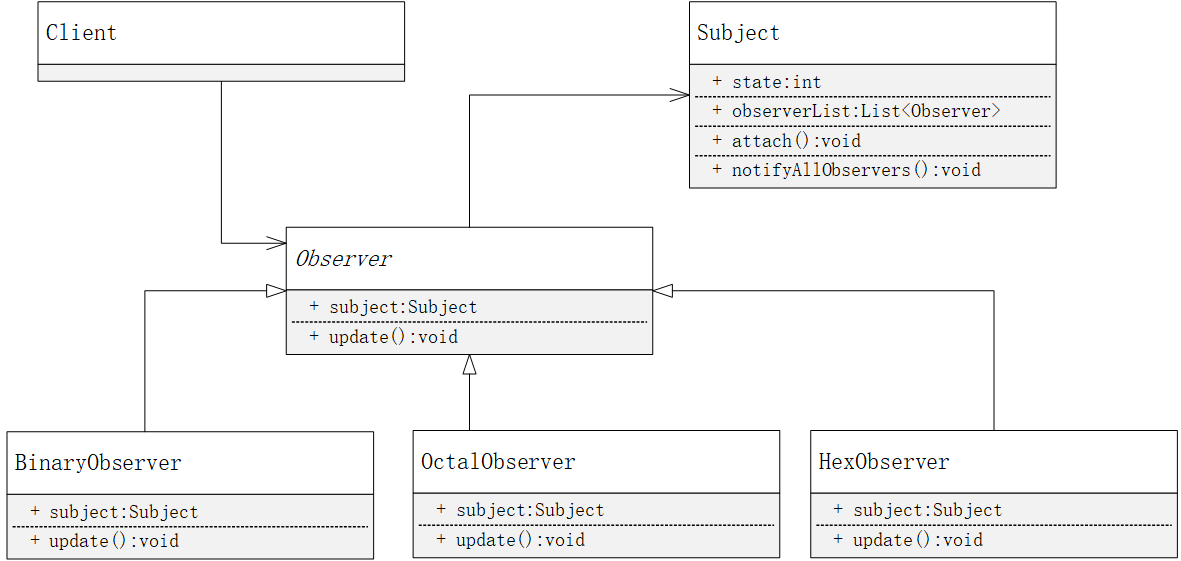 Client
Subject
+ state:int
+ observerList:List<Observer>
+ attach():void
+ notifyAllObservers():void
Observer
+ subject:Subject
+ update():void
BinaryObserver
+ subject:Subject
+ update():void
OctalObserver
+ subject:Subject
+ update():void
HexObserver
+ subject:Subject
+ update():void